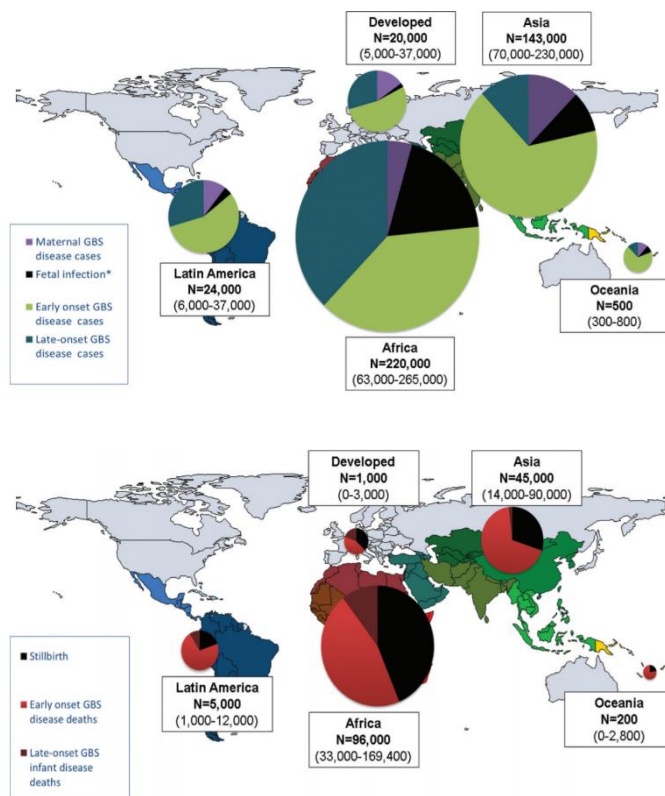 Developed
N=20,000
(5,000-37,000)
Asia
N=143,000
(70,000-230,000)
Maternal GBS
disease cases
Fetal infection*
Early onset GBS
disease cases
Late-onset GBS
disease cases
Latin America
N=24,000
(6,000-37,000)
Oceania
N=500
(300-800)
Africa
N=220,000
(63,000-265,000)
Developed
N=1,000
(0-3,000)
Asia
N=45,000
(14,000-90,000)
Stillbirth
Early onset GBS
disease deaths
Late-onset GBS
infant disease
deaths
Latin America
N=5,000
(1,000-12,000)
Oceania
N=200
(0-2,800)
Africa
N=96,000
(33,000-169,400)